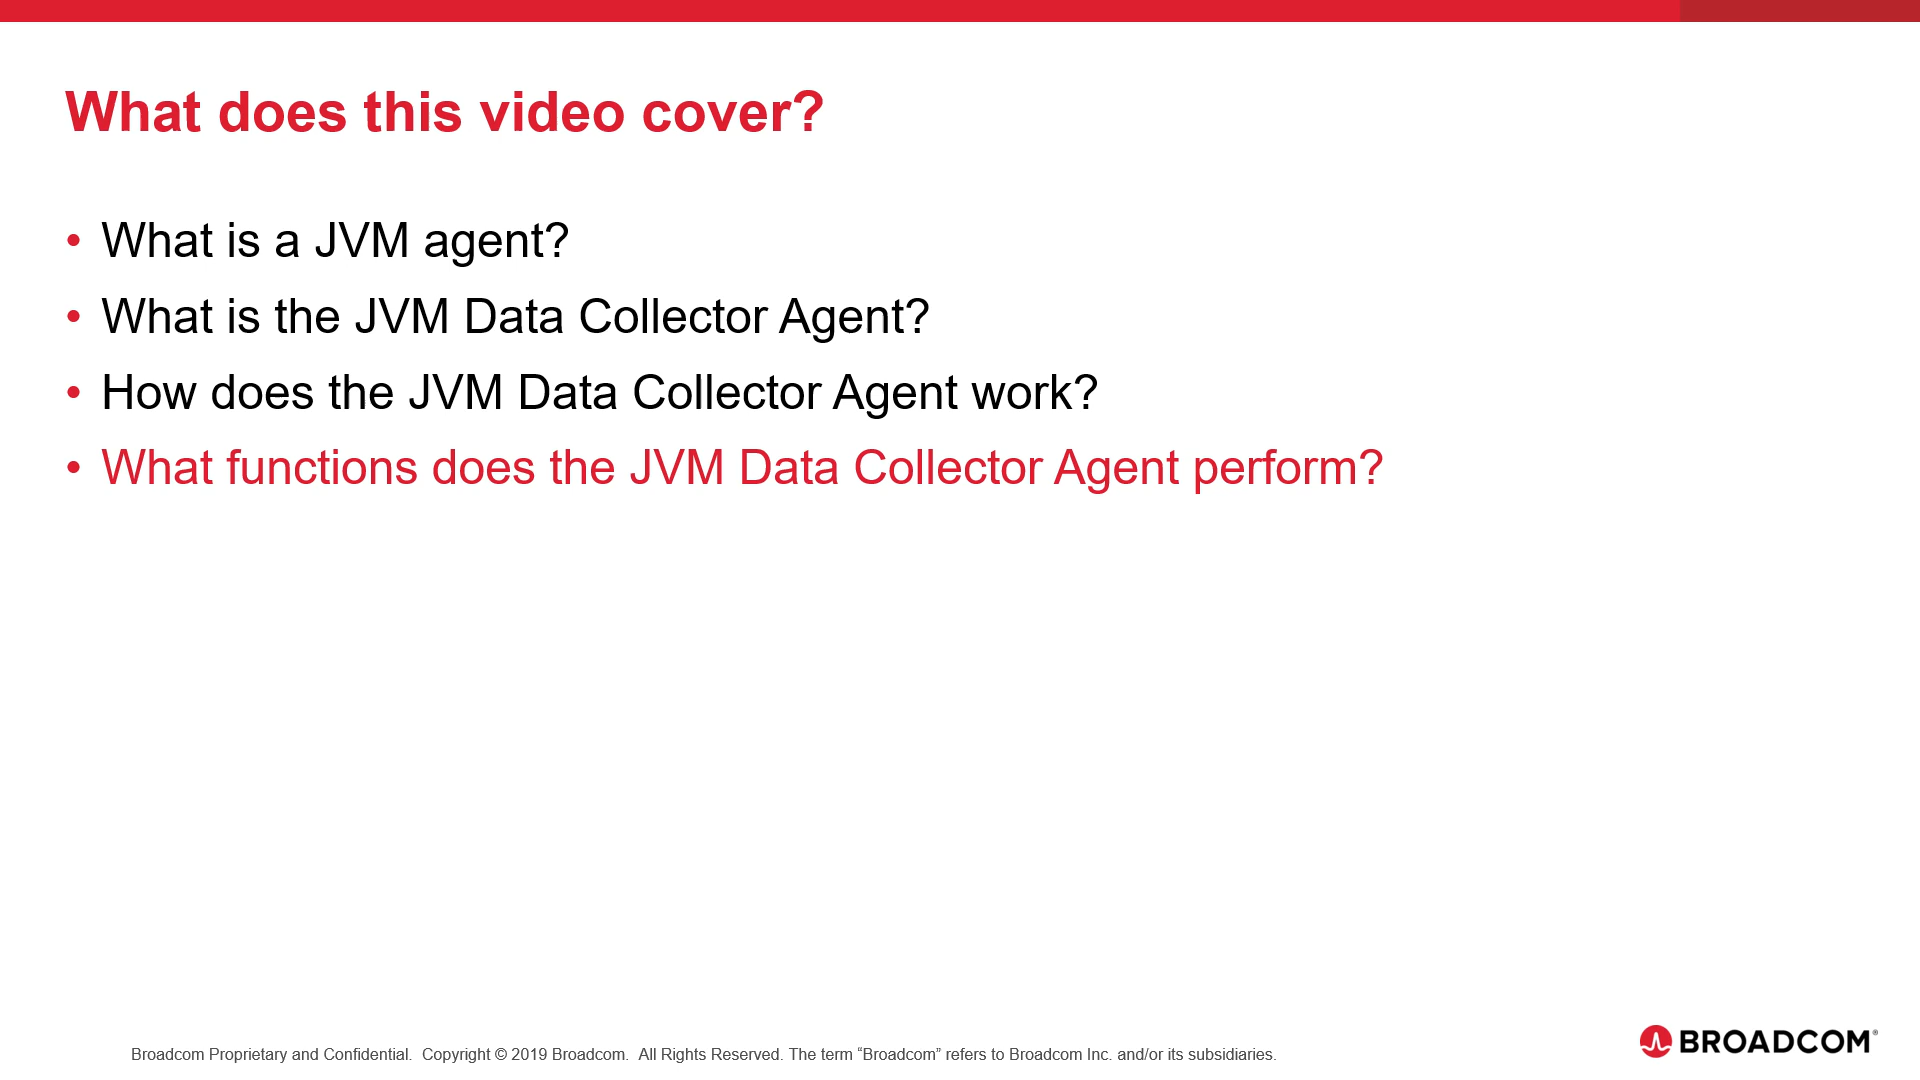 What does this video cover?
• What is a JVM agent?
• What is the JVM Data Collector Agent?
• How does the JVM Data Collector Agent work?
• What functions does the JVM Data Collector Agent perform?
Broadcom Proprietary and Confidential.  Copyright © 2019 Broadcom.  All Rights Reserved. The term “Broadcom” refers to Broadcom Inc. and/or its subsidiaries.
BROADCOM®